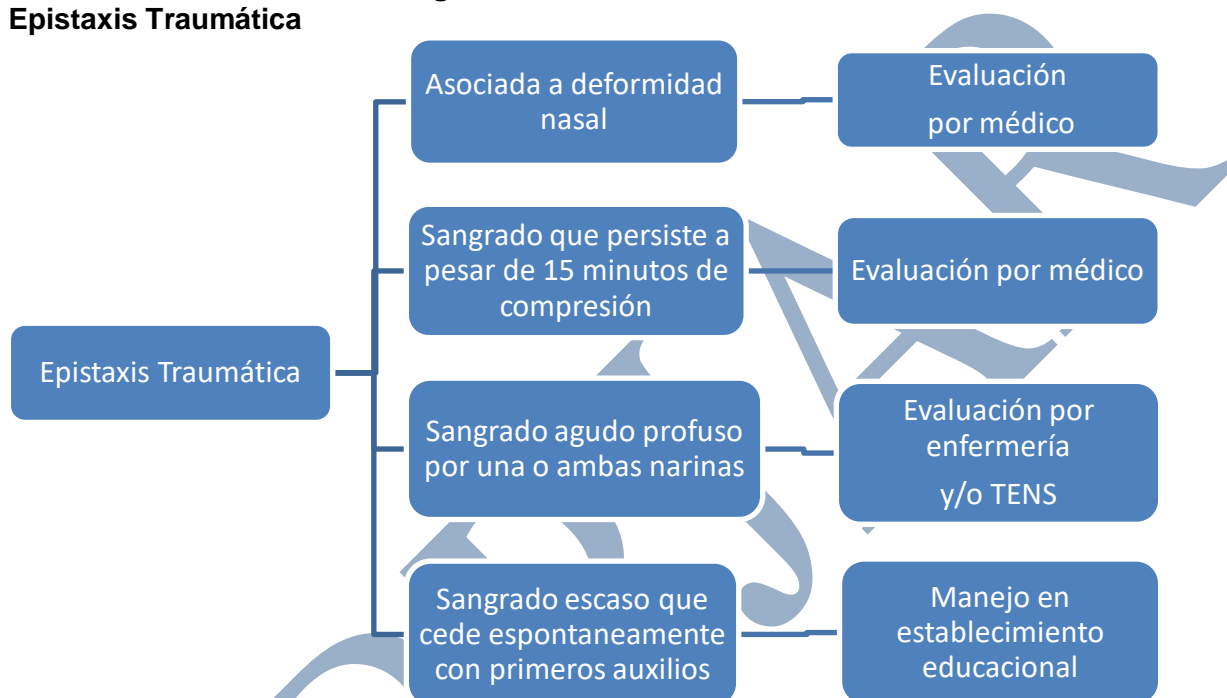 Epistaxis Traumática
Asociada a deformidad
nasal
Evaluación
por médico
Sangrado que persiste a
pesar de 15 minutos de
compresión
Evaluación por médico
Epistaxis Traumática
Sangrado agudo profuso
por una o ambas narinas
Evaluación por
enfermería
y/o TENS
Sangrado escaso que
cede espontaneamente
con primeros auxilios
Manejo en
establecimiento
educacional